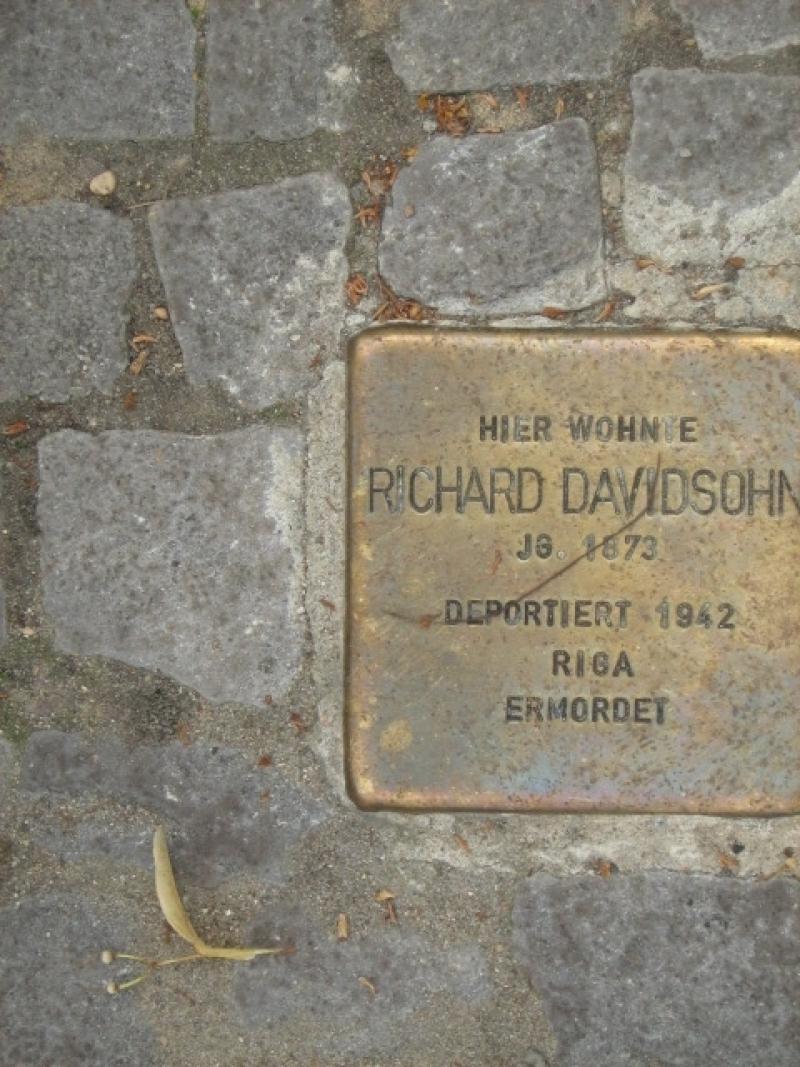 HIER WOHNTE
RICHARD DAVIDSOHN
JG. 1873
DEPORTIERT 1942
RIGA
ERMORDET